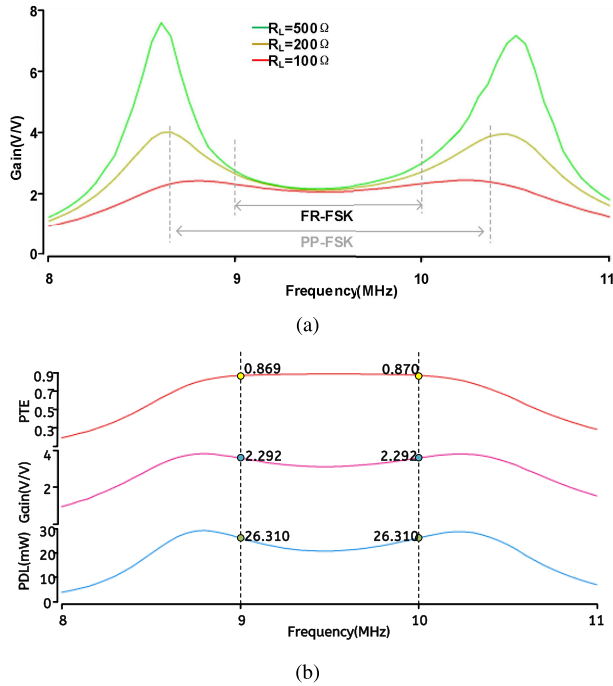 8
6
4
2
0
Gain(V/V)
R_L=500Ω
R_L=200Ω
R_L=100Ω
FR-FSK
PP-FSK
8 9 10 11
Frequency(MHz)
(a)
0.9
0.7
0.5
0.3
PTE
0.869 0.870
4
2
Gain(V/V)
2.292 2.292
30
20
10
0
PDL(mW)
26.310 26.310
8 9 10 11
Frequency(MHz)
(b)